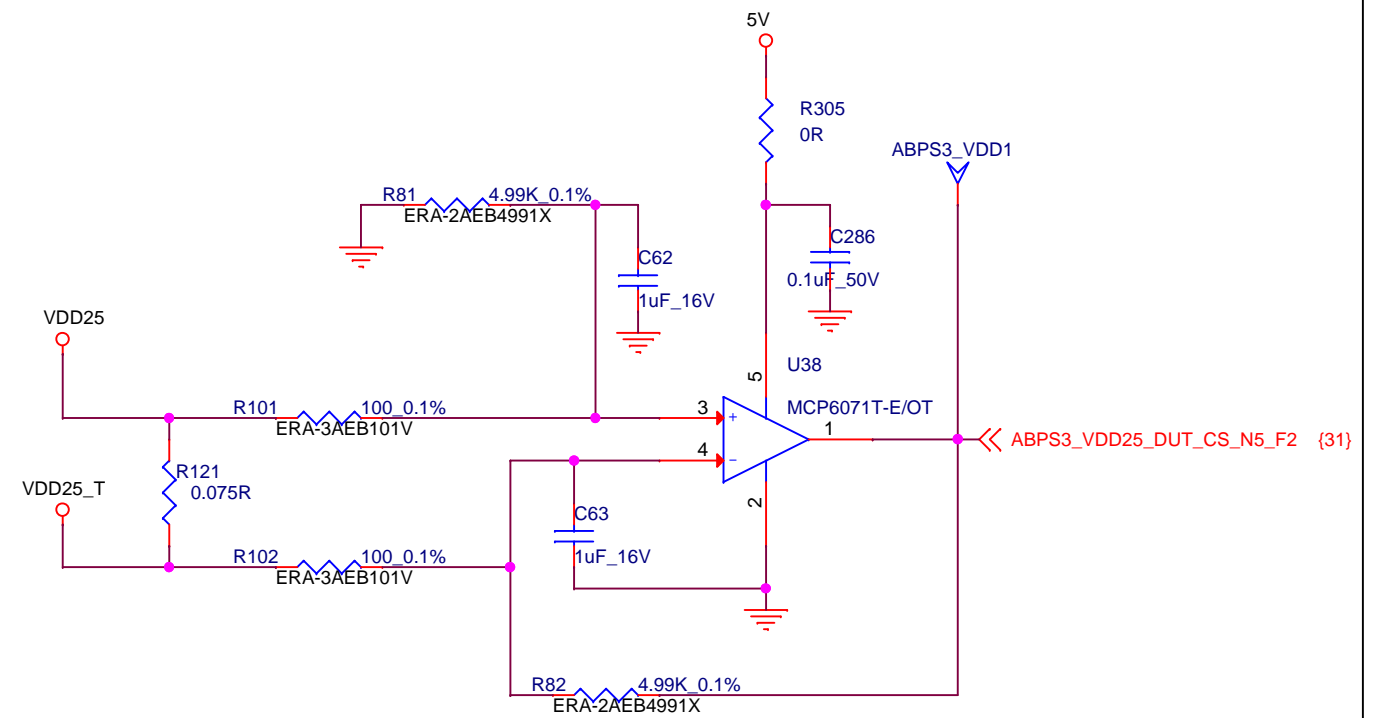 5V
R305
0R
ABPS3_VDD1
R81 4.99K_0.1%
ERA-2AEB4991X
C286
0.1uF_50V
C62
1uF_16V
VDD25
U38
5
MCP6071T-E/OT
R101 100_0.1%
ERA-3AEB101V
3
+
1
ABPS3_VDD25_DUT_CS_N5_F2 {31}
4
-
R121
0.075R
VDD25_T
2
C63
1uF_16V
R102 100_0.1%
ERA-3AEB101V
R82 4.99K_0.1%
ERA-2AEB4991X